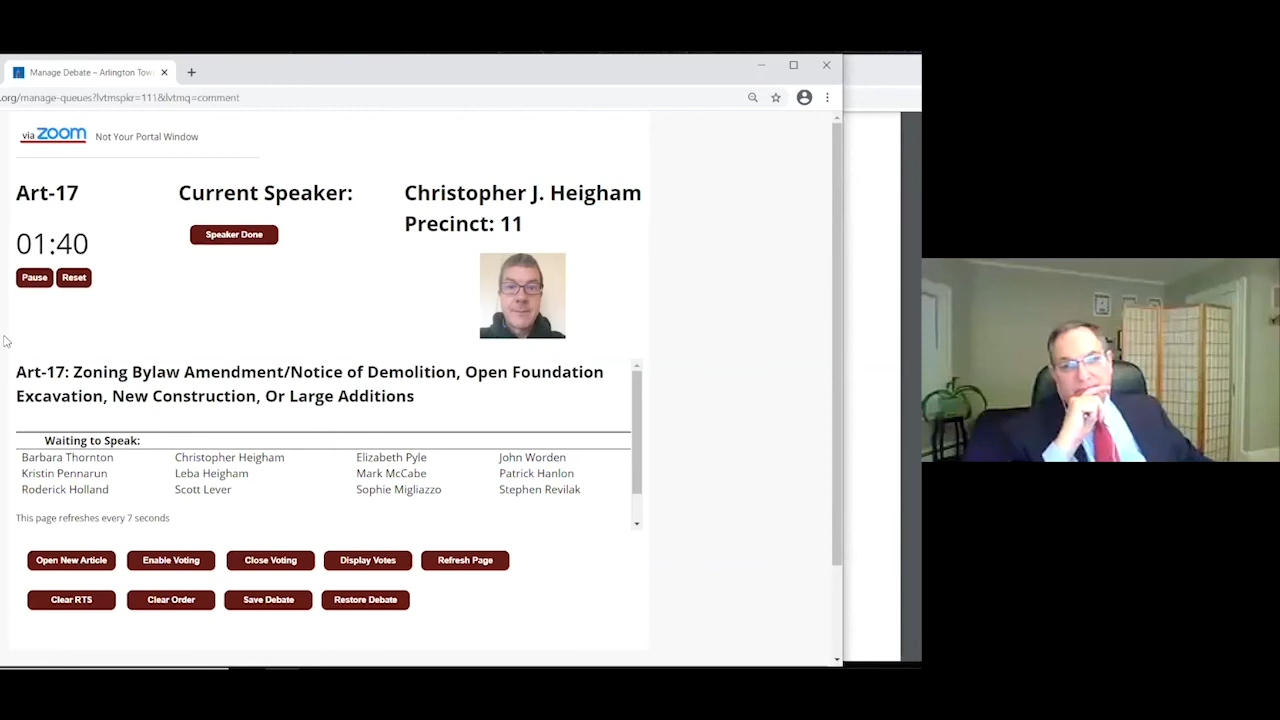 Manage Debate – Arlington Tow
.org/manage-queues?lvtmspkr=111&lvtmq=comment
via zoom Not Your Portal Window
Art-17 Current Speaker: Christopher J. Heigham
Precinct: 11
Speaker Done
01:40
Pause Reset
Art-17: Zoning Bylaw Amendment/Notice of Demolition, Open Foundation
Excavation, New Construction, Or Large Additions
Waiting to Speak:
Barbara Thornton Christopher Heigham Elizabeth Pyle John Worden
Kristin Pennarun Leba Heigham Mark McCabe Patrick Hanlon
Roderick Holland Scott Lever Sophie Migliazzo Stephen Revilak
This page refreshes every 7 seconds
Open New Article Enable Voting Close Voting Display Votes Refresh Page
Clear RTS Clear Order Save Debate Restore Debate